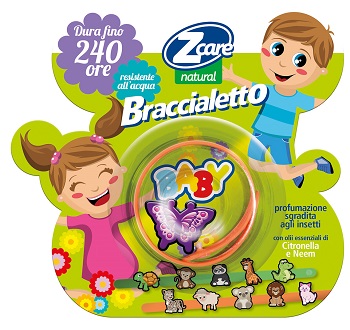 Dura fino
240
ore
Zcare
natural
resistente
all'acqua
Braccialetto
BABY
profumazione
sgradita
agli insetti
con olii essenziali di
Citronella
e Neem